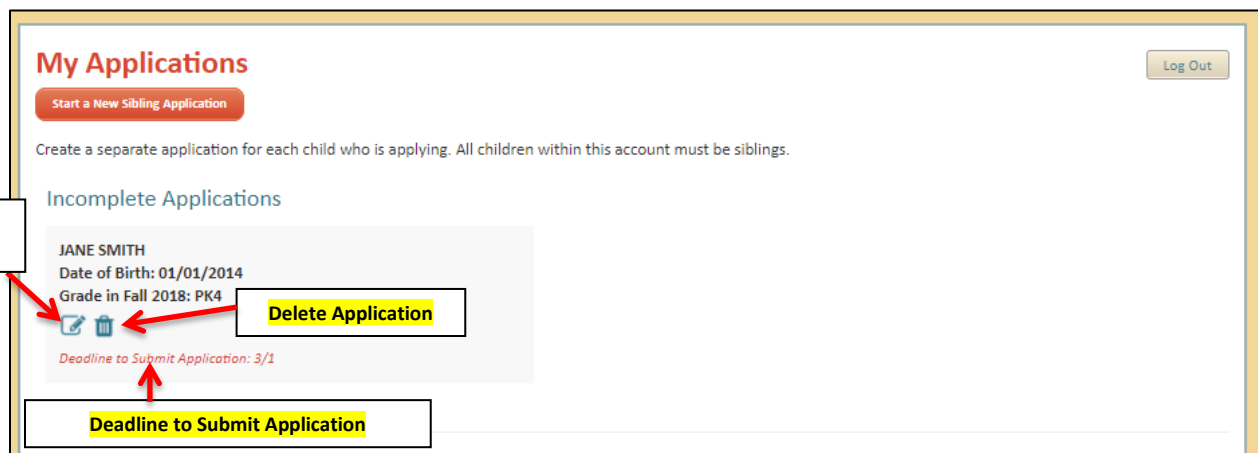 My Applications
Log Out
Start a New Sibling Application
Create a separate application for each child who is applying. All children within this account must be siblings.
Incomplete Applications
JANE SMITH
Date of Birth: 01/01/2014
Grade in Fall 2018: PK4
Delete Application
Deadline to Submit Application: 3/1
Deadline to Submit Application